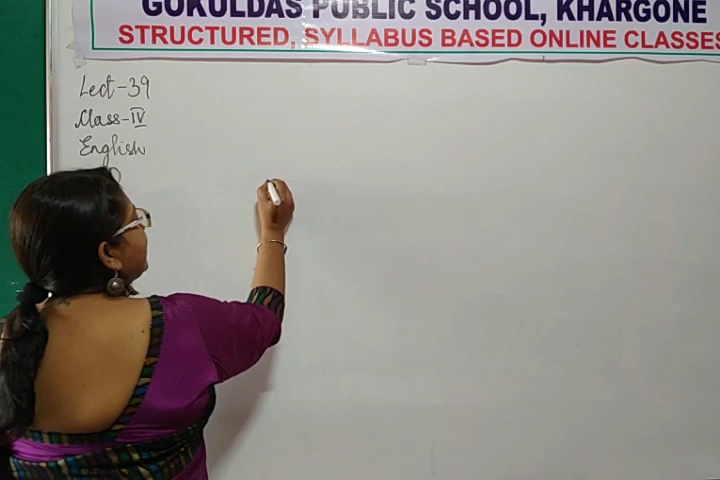 GOKULDAS PUBLIC SCHOOL, KHARGONE
STRUCTURED, SYLLABUS BASED ONLINE CLASSES
Lect-39
Class-IV
English